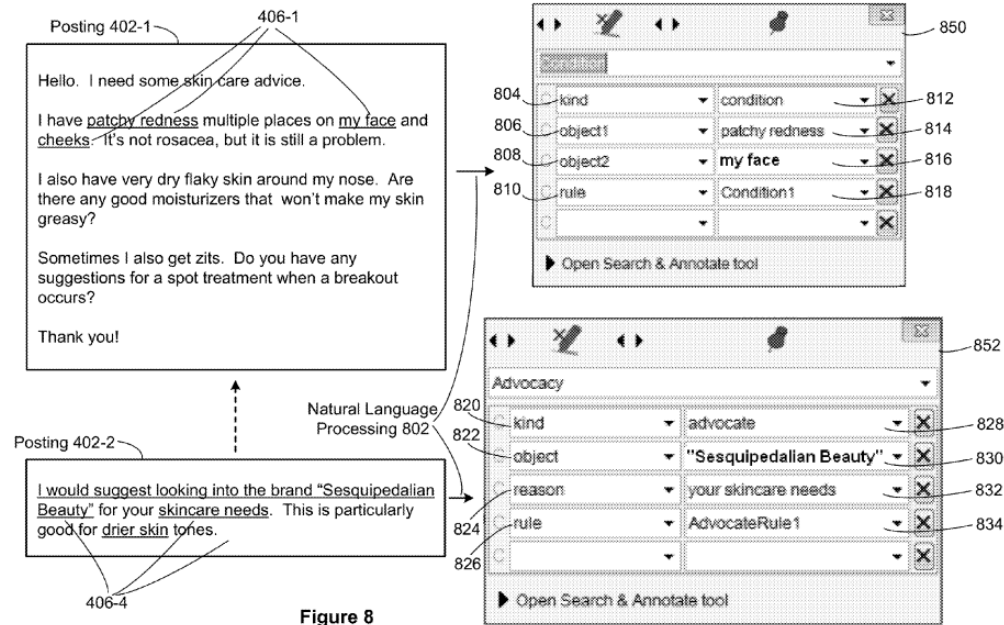 Posting 402-1
406-1
Hello. I need some skin care advice.
I have patchy redness multiple places on my face and
cheeks. It's not rosacea, but it is still a problem.
I also have very dry flaky skin around my nose. Are
there any good moisturizers that won't make my skin
greasy?
Sometimes I also get zits. Do you have any
suggestions for a spot treatment when a breakout
occurs?
Thank you!
850
condition
804
C kind condition
812
806
C object1 patchy redness
814
808
C object2 my face
816
810
C rule Condition1
818
C
Open Search & Annotate tool
Natural Language
Processing 802
Posting 402-2
I would suggest looking into the brand “Sesquipedalian
Beauty” for your skincare needs. This is particularly
good for drier skin tones.
406-4
852
Advocacy
820
C kind advocate
828
822
C object "Sesquipedalian Beauty"
830
C reason your skincare needs
832
824
C rule AdvocateRule1
834
826
C
Open Search & Annotate tool
Figure 8